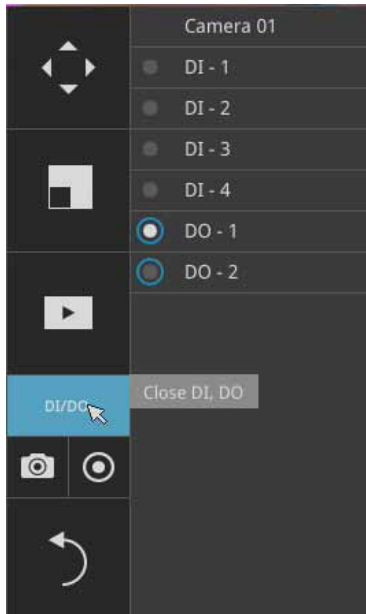 Camera 01
DI - 1
DI - 2
DI - 3
DI - 4
DO - 1
DO - 2
DI/DO
Close DI, DO